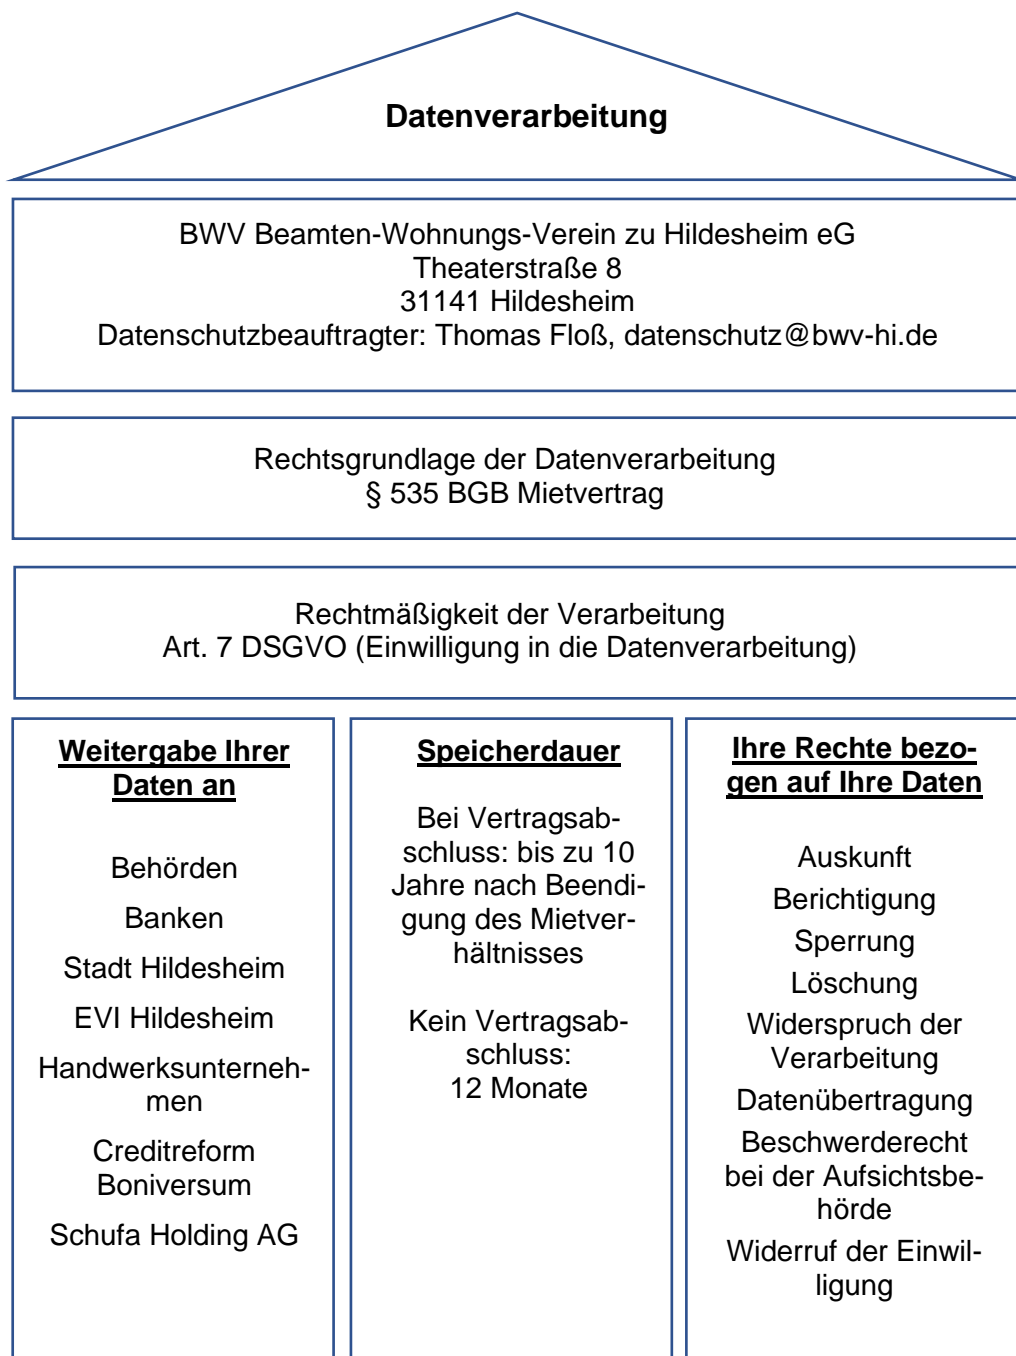 Datenverarbeitung
BWV Beamten-Wohnungs-Verein zu Hildesheim eG
Theaterstraße 8
31141 Hildesheim
Datenschutzbeauftragter: Thomas Floß, datenschutz@bwv-hi.de
Rechtsgrundlage der Datenverarbeitung
§ 535 BGB Mietvertrag
Rechtmäßigkeit der Verarbeitung
Art. 7 DSGVO (Einwilligung in die Datenverarbeitung)
Weitergabe Ihrer
Daten an
Behörden
Banken
Stadt Hildesheim
EVI Hildesheim
Handwerksunterneh-
men
Creditreform
Boniversum
Schufa Holding AG
Speicherdauer
Bei Vertragsab-
schluss: bis zu 10
Jahre nach Beendi-
gung des Mietver-
hältnisses
Kein Vertragsab-
schluss:
12 Monate
Ihre Rechte bezo-
gen auf Ihre Daten
Auskunft
Berichtigung
Sperrung
Löschung
Widerspruch der
Verarbeitung
Datenübertragung
Beschwerderecht
bei der Aufsichtsbe-
hörde
Widerruf der Einwil-
ligung